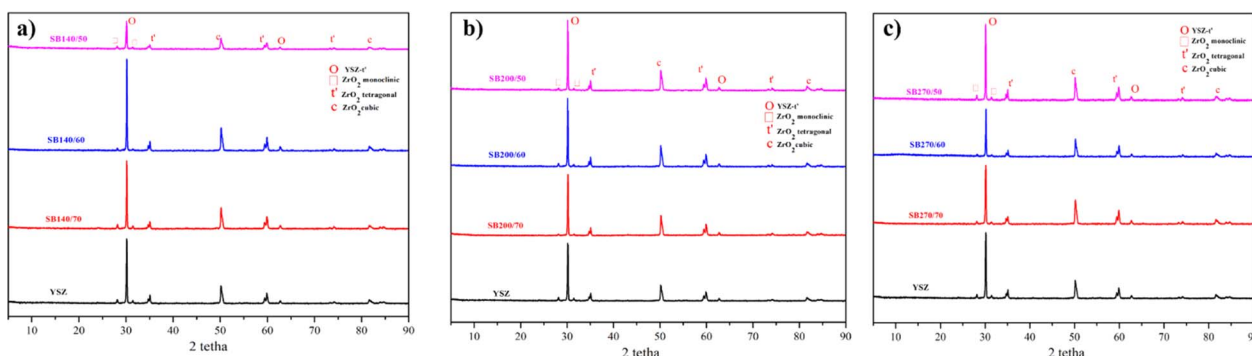 a)
O
SB140/50
□
□
t'
c
t'
O
t'
c
O YSZ-t'
□ ZrO2 monoclinic
t' ZrO2 tetragonal
c ZrO2 cubic
SB140/60
SB140/70
YSZ
10 20 30 40 50 60 70 80 90
2 tetha
b)
O
SB200/50
□
□
t'
c
t'
O
t'
c
O YSZ-t'
□ ZrO2 monoclinic
t' ZrO2 tetragonal
c ZrO2 cubic
SB200/60
SB200/70
YSZ
10 20 30 40 50 60 70 80 90
2 tetha
c)
O
O YSZ-t'
□ ZrO2 monoclinic
t' ZrO2 tetragonal
c ZrO2 cubic
SB270/50
□
□
t'
c
t'
O
t'
c
SB270/60
SB270/70
YSZ
10 20 30 40 50 60 70 80 90
2 tetha